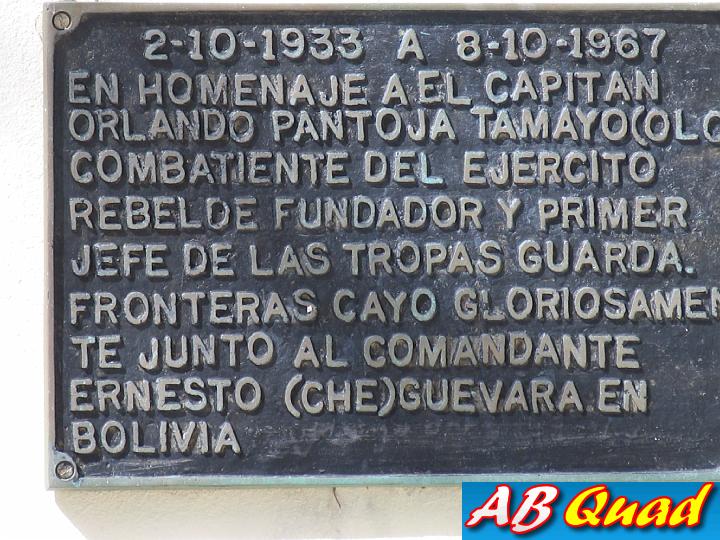 2-10-1933 A 8-10-1967
EN HOMENAJE A EL CAPITAN
ORLANDO PANTOJA TAMAYO(OLO
COMBATIENTE DEL EJERCITO
REBELDE FUNDADOR Y PRIMER
JEFE DE LAS TROPAS GUARDA.
FRONTERAS CAYO GLORIOSAMEN
TE JUNTO AL COMANDANTE
ERNESTO (CHE)GUEVARA EN
BOLIVIA
AB Quad